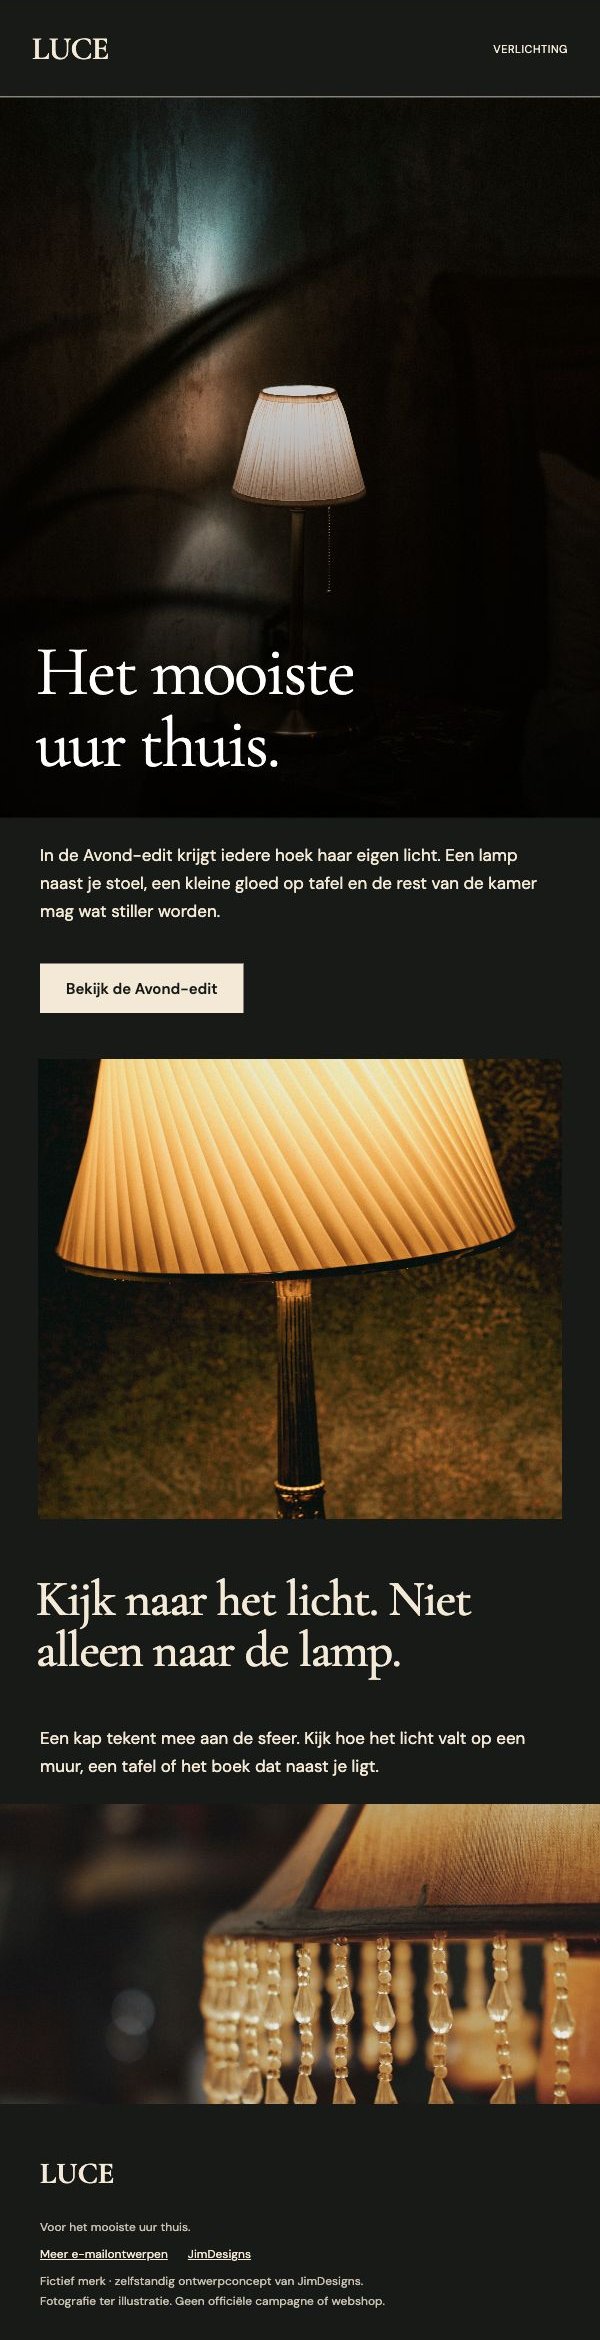 LUCE
VERLICHTING
Het mooiste
uur thuis.
In de Avond-edit krijgt iedere hoek haar eigen licht. Een lamp
naast je stoel, een kleine gloed op tafel en de rest van de kamer
mag wat stiller worden.
Bekijk de Avond-edit
Kijk naar het licht. Niet
alleen naar de lamp.
Een kap tekent mee aan de sfeer. Kijk hoe het licht valt op een
muur, een tafel of het boek dat naast je ligt.
LUCE
Voor het mooiste uur thuis.
Meer e-mailontwerpen JimDesigns
Fictief merk · zelfstandig ontwerpconcept van JimDesigns.
Fotografie ter illustratie. Geen officiële campagne of webshop.